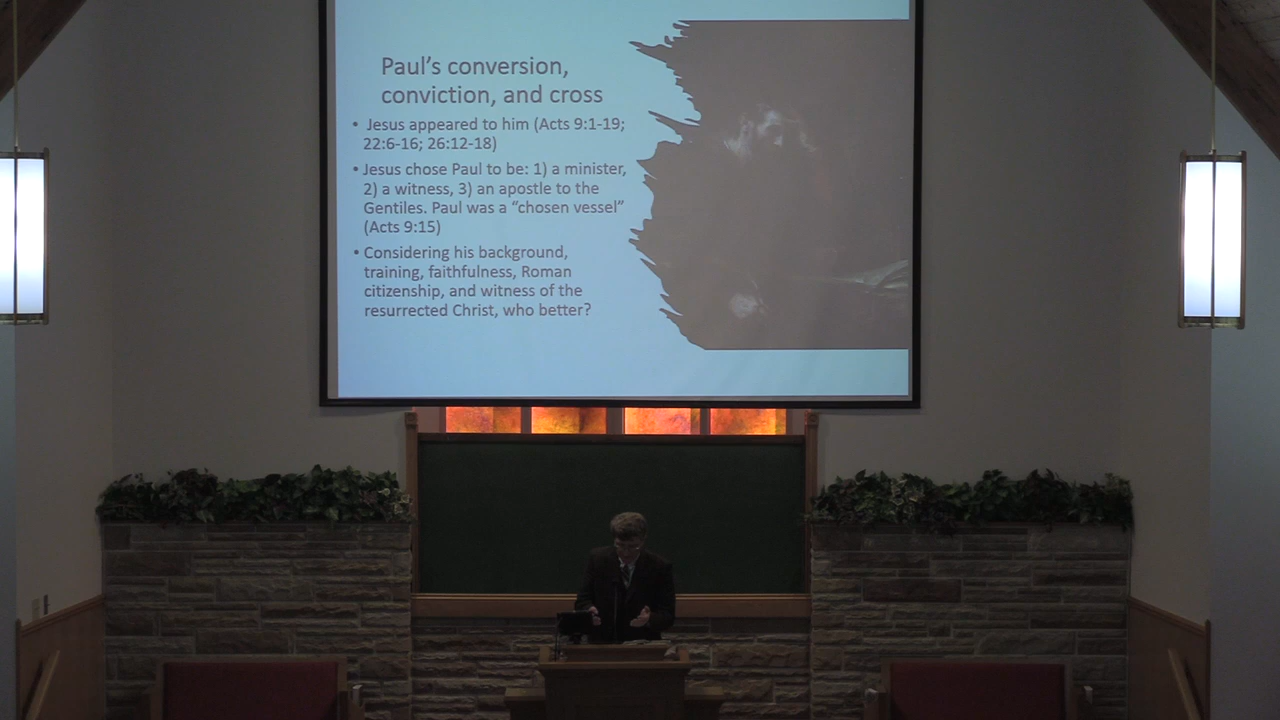 Paul's conversion,
conviction, and cross
• Jesus appeared to him (Acts 9:1-19;
22:6-16; 26:12-18)
• Jesus chose Paul to be: 1) a minister,
2) a witness, 3) an apostle to the
Gentiles. Paul was a “chosen vessel”
(Acts 9:15)
• Considering his background,
training, faithfulness, Roman
citizenship, and witness of the
resurrected Christ, who better?